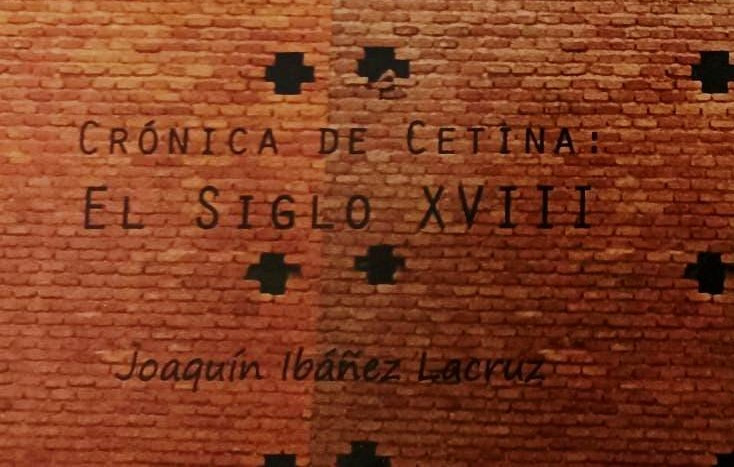 Crónica de Cetina:
El Siglo XVIII
Joaquín Ibáñez Lacruz